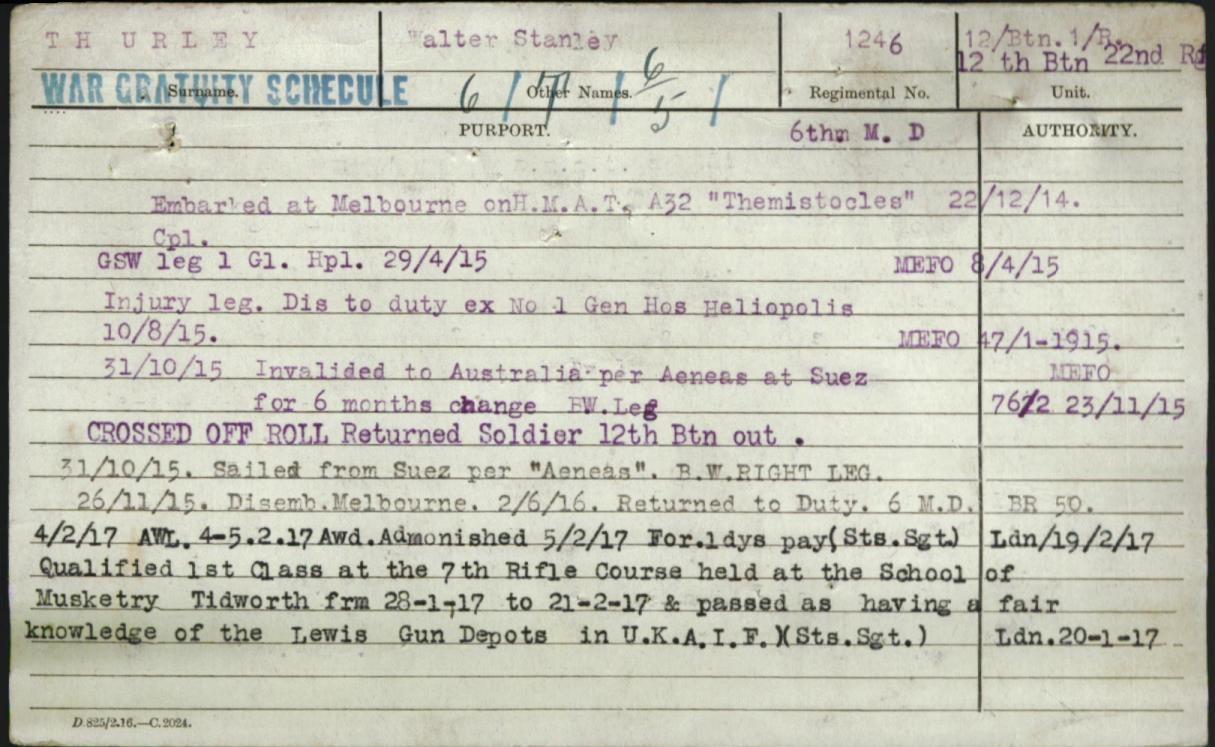 TH URLEY Walter Stanley 1246 12/Btn. 1/R.
12 th Btn 22nd Rf
WAR GRATUITY SCHEDULE
Surname. Other Names. Regimental No. Unit.
6 / / 6/5 /
PURPORT. 6thm M. D AUTHORITY.
Embarked at Melbourne onH.M.A.T. A32 "Themistocles" 22/12/14.
Cpl.
GSW leg 1 Gl. Hpl. 29/4/15 MEFO 8/4/15
Injury leg. Dis to duty ex No 1 Gen Hos Heliopolis
10/8/15. MEFO 47/1-1915.
31/10/15 Invalided to Australia per Aeneas at Suez MEFO
for 6 months change BW.Leg 76/2 23/11/15
CROSSED OFF ROLL Returned Soldier 12th Btn out .
31/10/15. Sailed from Suez per "Aeneas". B.W.RIGHT LEG.
26/11/15. Disemb.Melbourne. 2/6/16. Returned to Duty. 6 M.D. BR 50.
4/2/17 AWL. 4-5.2.17 Awd.Admonished 5/2/17 For.1dys pay(Sts.Sgt.) Ldn/19/2/17
Qualified 1st Class at the 7th Rifle Course held at the School of
Musketry Tidworth frm 28-1-17 to 21-2-17 & passed as having a fair
knowledge of the Lewis Gun Depots in U.K.A.I.F.)(Sts.Sgt.) Ldn.20-1-17
D.825/2.16.—C.2024.